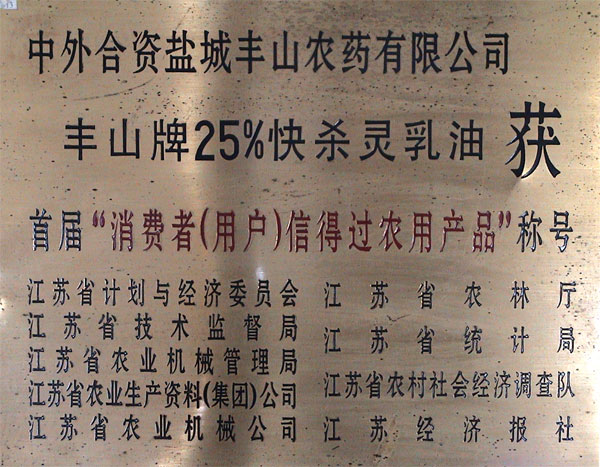 中外合资盐城丰山农药有限公司
丰山牌25%快杀灵乳油获
首届“消费者(用户)信得过农用产品”称号
江苏省计划与经济委员会
江苏省技术监督局
江苏省农业机械管理局
江苏省农业生产资料(集团)公司
江苏省农业机械公司
江苏省农林厅
江苏省统计局
江苏省农村社会经济调查队
江苏经济报社